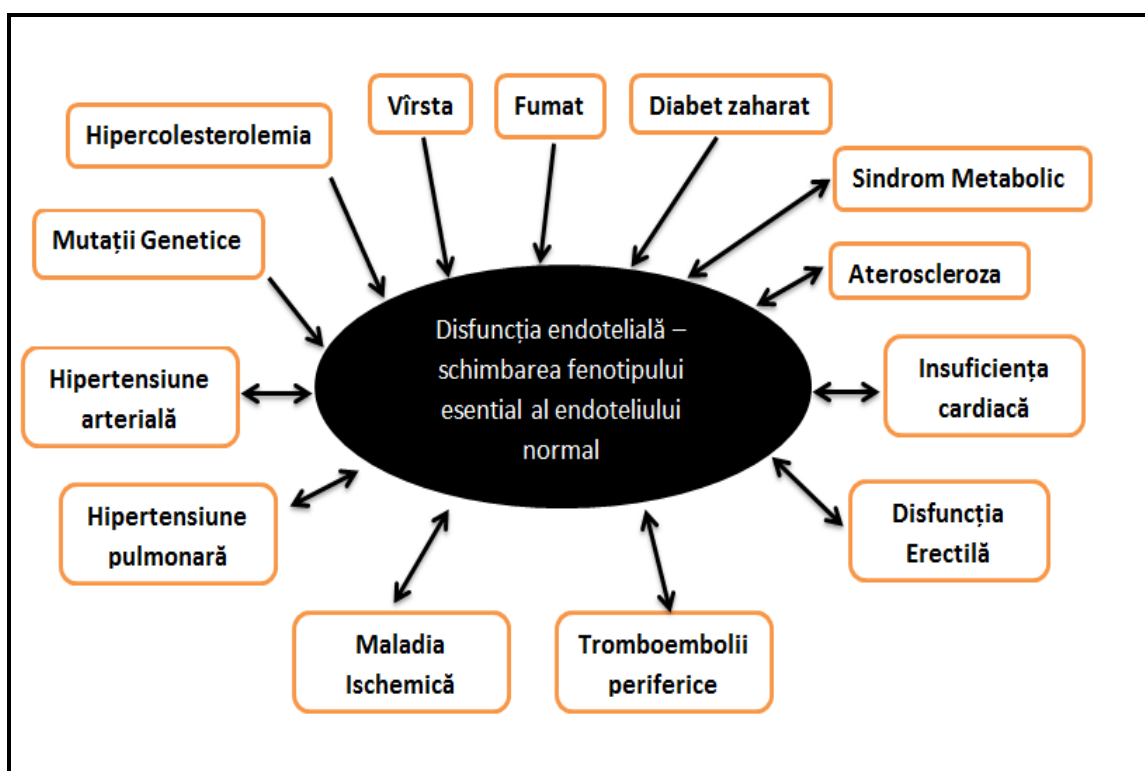 Vîrsta
Fumat
Diabet zaharat
Hipercolesterolemia
Sindrom Metabolic
Mutații Genetice
Ateroscleroza
Disfuncția endotelială –
schimbarea fenotipului
esential al endoteliului
normal
Hipertensiune
arterială
Insuficiența
cardiacă
Hipertensiune
pulmonară
Disfuncția
Erectilă
Maladia
Ischemică
Tromboembolii
periferice